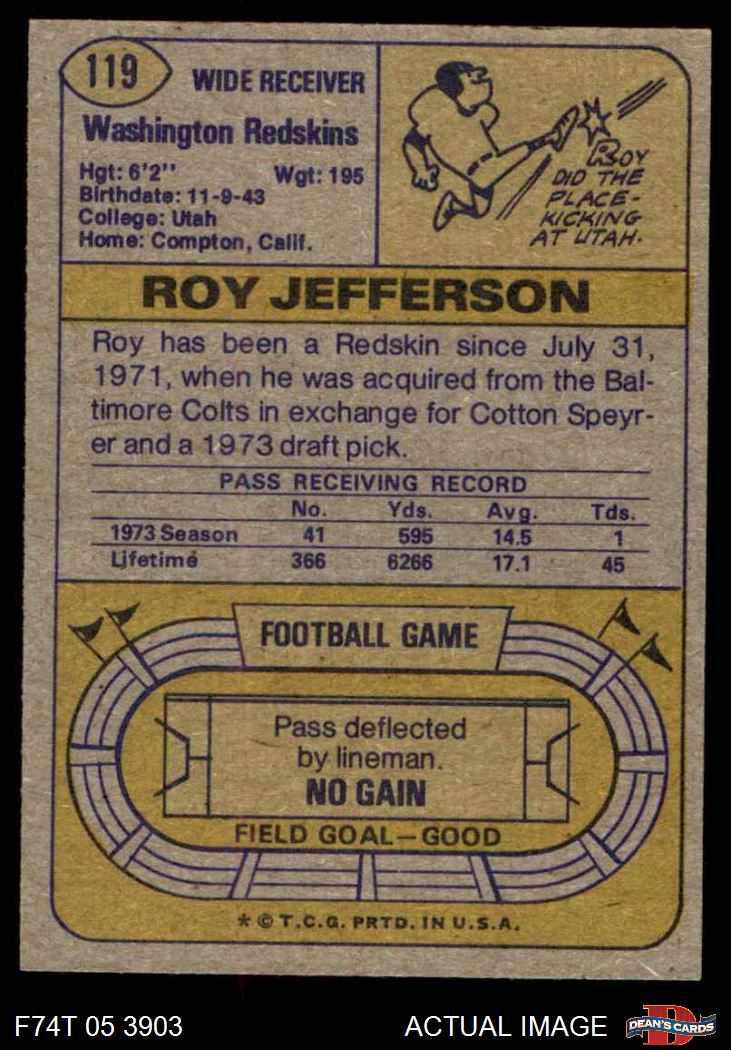 119
WIDE RECEIVER
Washington Redskins
Hgt: 6'2" Wgt: 195
Birthdate: 11-9-43
College: Utah
Home: Compton, Calif.
ROY
DID THE
PLACE-
KICKING
AT UTAH.
ROY JEFFERSON
Roy has been a Redskin since July 31,
1971, when he was acquired from the Bal-
timore Colts in exchange for Cotton Speyr-
er and a 1973 draft pick.
PASS RECEIVING RECORD
No. Yds. Avg. Tds.
1973 Season 41 595 14.5 1
Lifetime 366 6266 17.1 45
FOOTBALL GAME
Pass deflected
by lineman.
NO GAIN
FIELD GOAL—GOOD
* © T.C.G. PRTD. IN U.S.A.
F74T 05 3903 ACTUAL IMAGE D DEAN'S CARDS